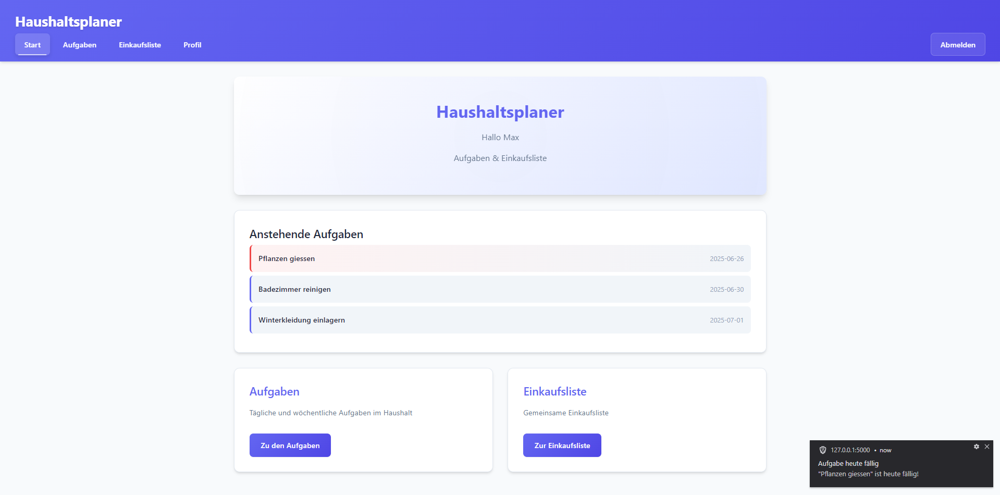 Haushaltsplaner
Start Aufgaben Einkaufsliste Profil Abmelden
Haushaltsplaner
Hallo Max
Aufgaben & Einkaufsliste
Anstehende Aufgaben
Pflanzen giessen 2025-06-26
Badezimmer reinigen 2025-06-30
Winterkleidung einlagern 2025-07-01
Aufgaben
Tägliche und wöchentliche Aufgaben im Haushalt
Zu den Aufgaben
Einkaufsliste
Gemeinsame Einkaufsliste
Zur Einkaufsliste
127.0.0.1:5000 • now
Aufgabe heute fällig
"Pflanzen giessen" ist heute fällig!